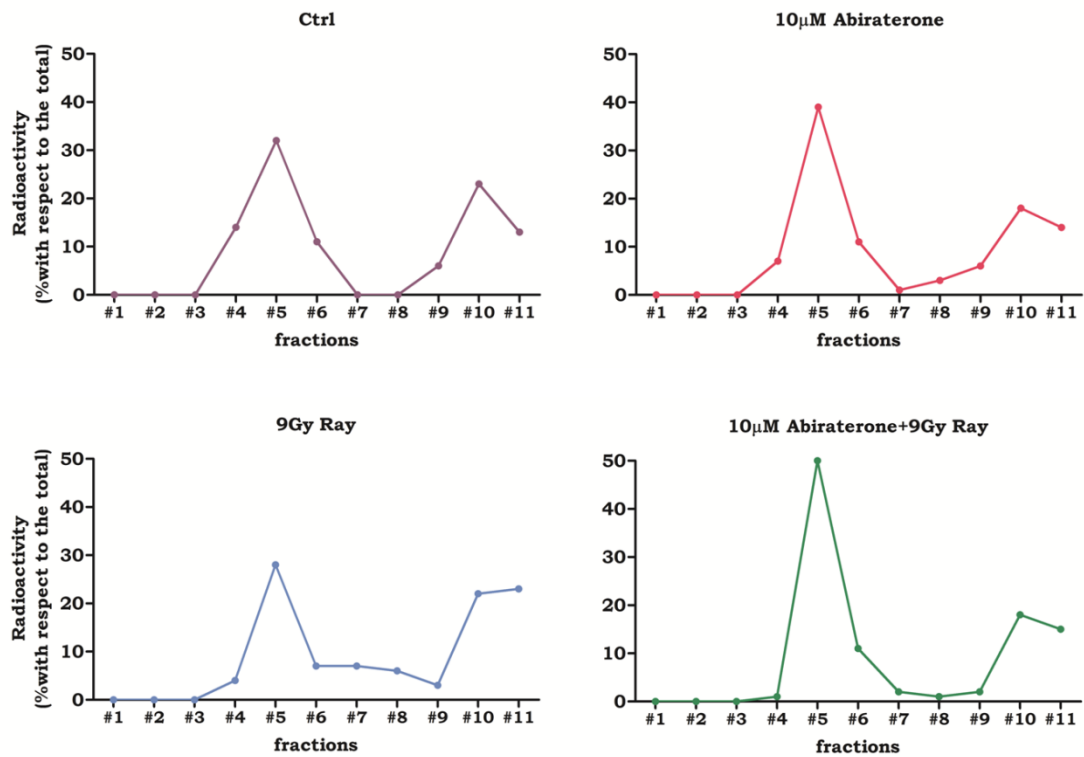 Ctrl
Radioactivity
(%with respect to the total)
50
40
30
20
10
0
#1 #2 #3 #4 #5 #6 #7 #8 #9 #10 #11
fractions
10μM Abiraterone
50
40
30
20
10
0
#1 #2 #3 #4 #5 #6 #7 #8 #9 #10 #11
fractions
9Gy Ray
Radioactivity
(%with respect to the total)
50
40
30
20
10
0
#1 #2 #3 #4 #5 #6 #7 #8 #9 #10 #11
fractions
10μM Abiraterone+9Gy Ray
50
40
30
20
10
0
#1 #2 #3 #4 #5 #6 #7 #8 #9 #10 #11
fractions